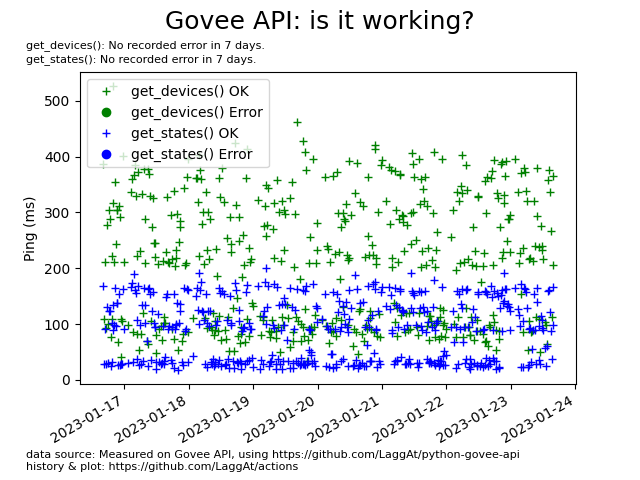 Govee API: is it working?
get_devices(): No recorded error in 7 days.
get_states(): No recorded error in 7 days.
get_devices() OK
get_devices() Error
get_states() OK
get_states() Error
Ping (ms)
500
400
300
200
100
0
2023-01-17
2023-01-18
2023-01-19
2023-01-20
2023-01-21
2023-01-22
2023-01-23
2023-01-24
data source: Measured on Govee API, using https://github.com/LaggAt/python-govee-api
history & plot: https://github.com/LaggAt/actions